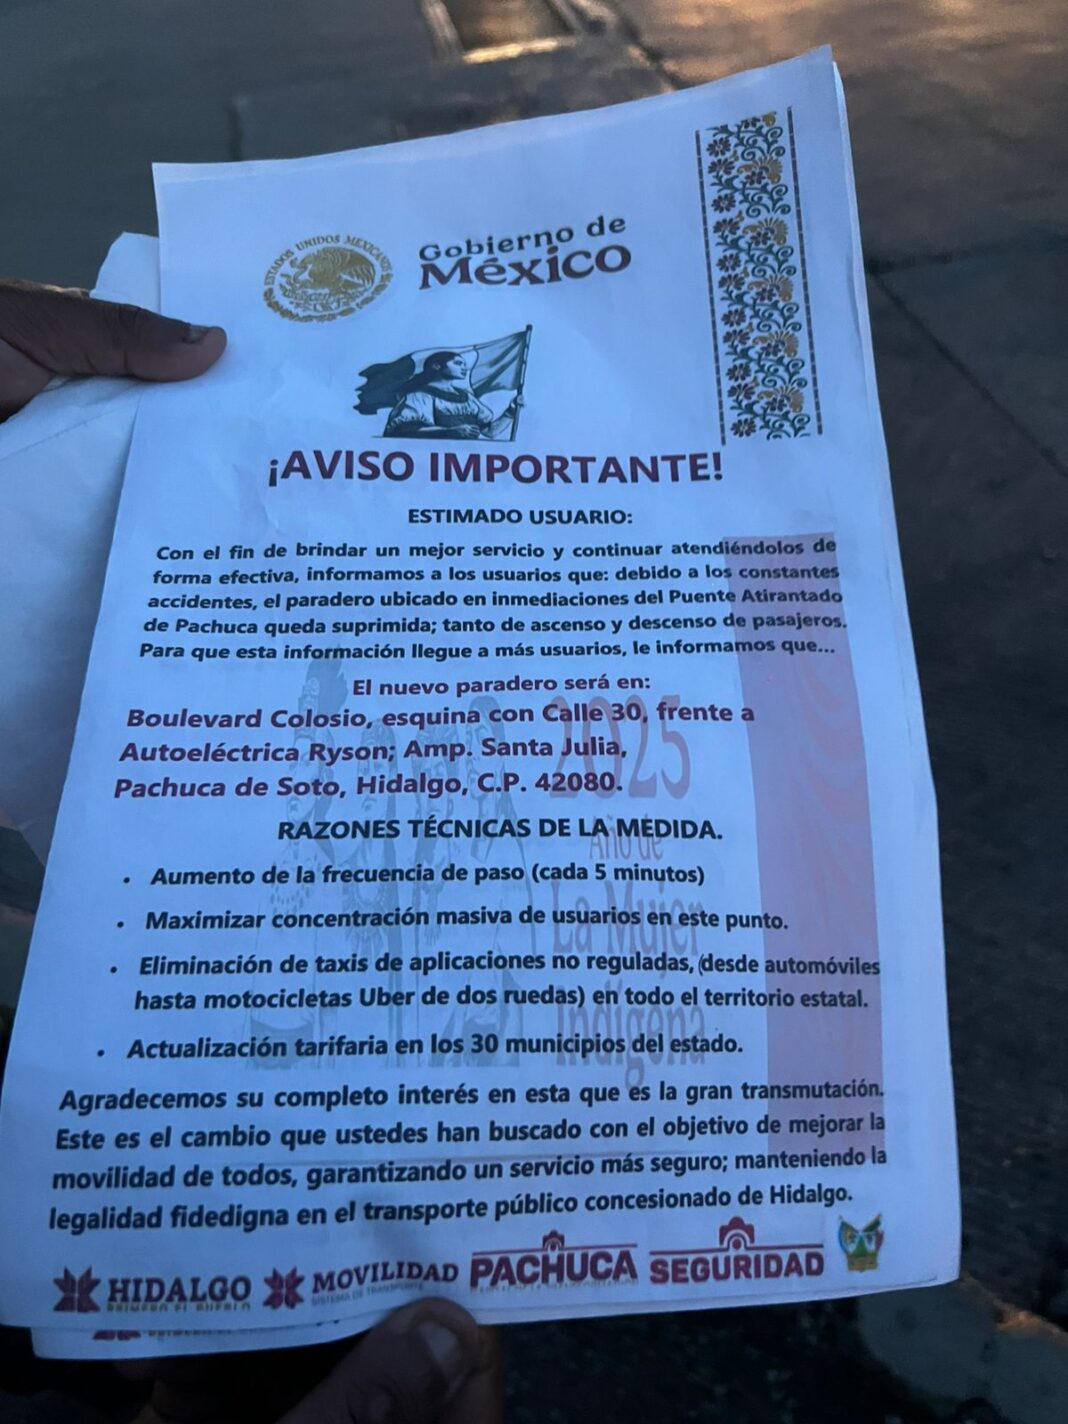 ESTADOS UNIDOS MEXICANOS
Gobierno de
México
¡AVISO IMPORTANTE!
ESTIMADO USUARIO:
Con el fin de brindar un mejor servicio y continuar atendiéndolos de
forma efectiva, informamos a los usuarios que: debido a los constantes
accidentes, el paradero ubicado en inmediaciones del Puente Atirantado
de Pachuca queda suprimida; tanto de ascenso y descenso de pasajeros.
Para que esta información llegue a más usuarios, le informamos que...
El nuevo paradero será en:
Boulevard Colosio, esquina con Calle 30, frente a
Autoeléctrica Ryson; Amp. Santa Julia,
Pachuca de Soto, Hidalgo, C.P. 42080.
RAZONES TÉCNICAS DE LA MEDIDA.
• Aumento de la frecuencia de paso (cada 5 minutos)
• Maximizar concentración masiva de usuarios en este punto.
• Eliminación de taxis de aplicaciones no reguladas, (desde automóviles
hasta motocicletas Uber de dos ruedas) en todo el territorio estatal.
• Actualización tarifaria en los 30 municipios del estado.
Agradecemos su completo interés en esta que es la gran transmutación.
Este es el cambio que ustedes han buscado con el objetivo de mejorar la
movilidad de todos, garantizando un servicio más seguro; manteniendo la
legalidad fidedigna en el transporte público concesionado de Hidalgo.
2025
Año de
La Mujer
Indígena
HIDALGO
PRIMERO EL PUEBLO
MOVILIDAD
SISTEMA DE TRANSPORTE
PACHUCA
SEGURIDAD